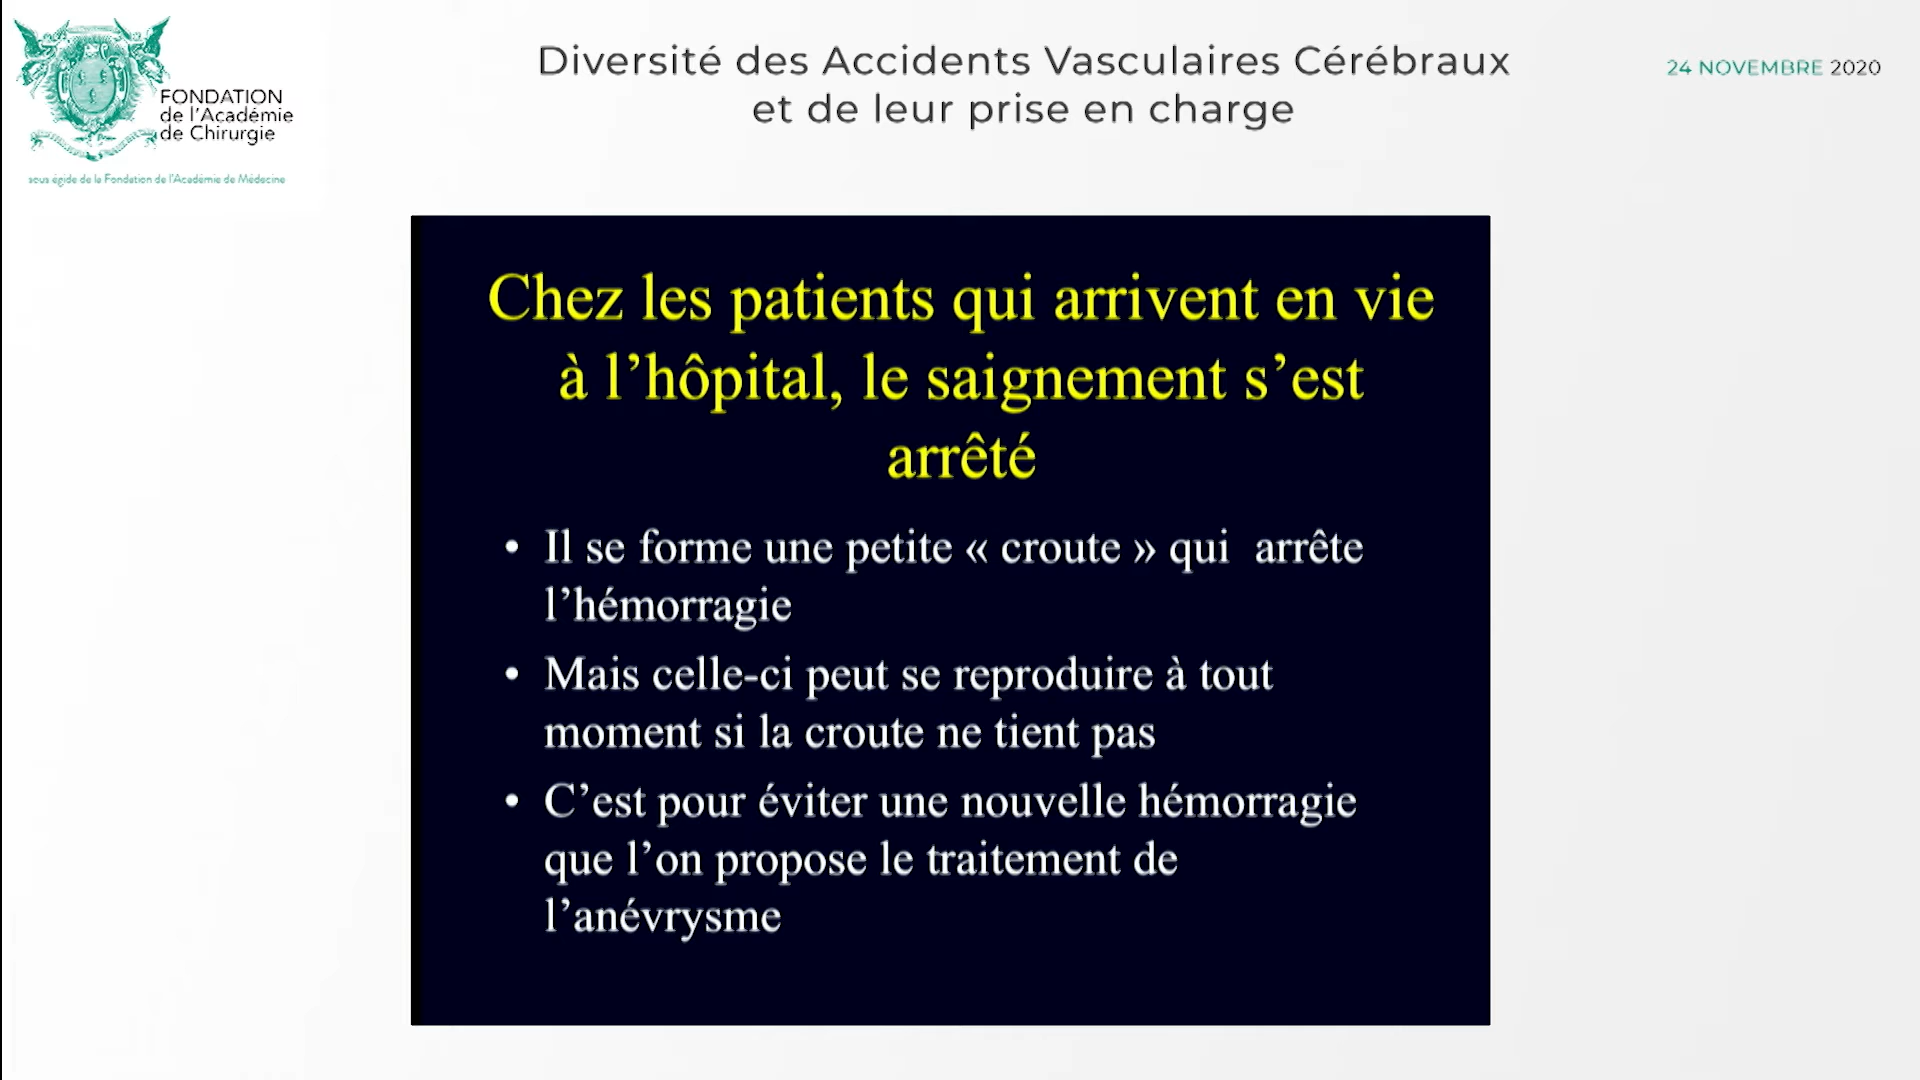 FONDATION
de l'Académie
de Chirurgie
sous égide de la Fondation de l'Académie de Médecine
Diversité des Accidents Vasculaires Cérébraux
et de leur prise en charge
24 NOVEMBRE 2020
Chez les patients qui arrivent en vie
à l’hôpital, le saignement s’est
arrêté
• Il se forme une petite « croute » qui  arrête
l’hémorragie
• Mais celle-ci peut se reproduire à tout
moment si la croute ne tient pas
• C’est pour éviter une nouvelle hémorragie
que l’on propose le traitement de
l’anévrysme